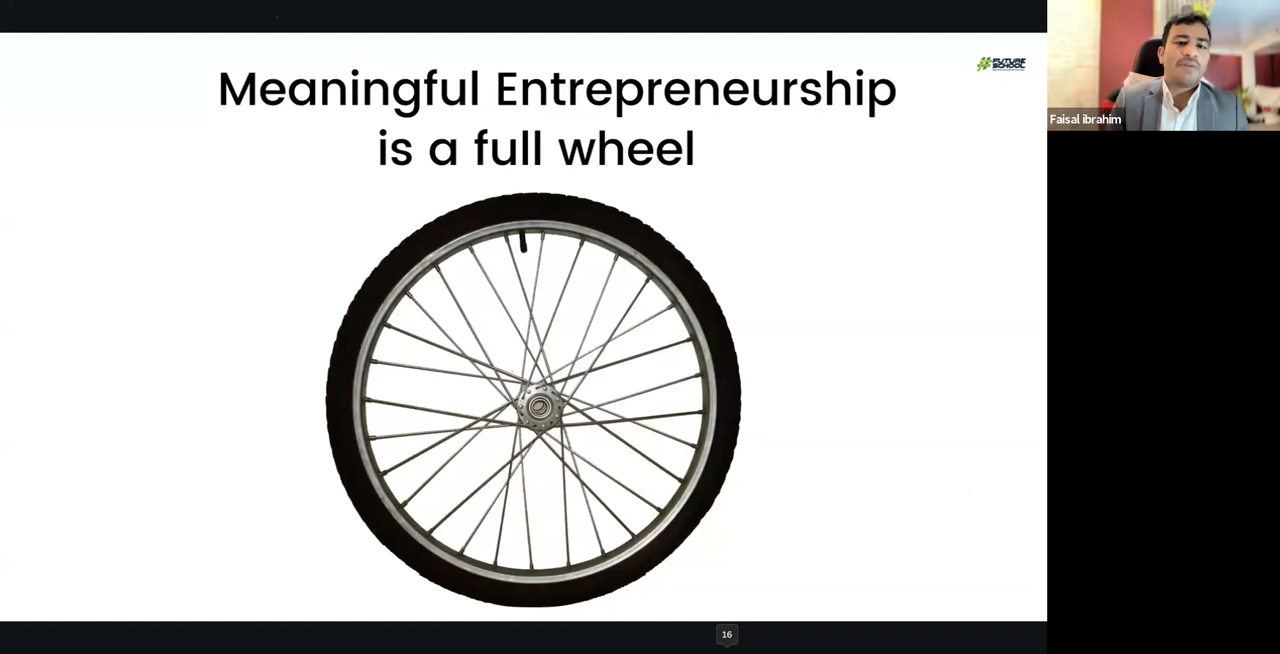 Meaningful Entrepreneurship
is a full wheel
#FUTURE
SCHOOL
Faisal ibrahim
16